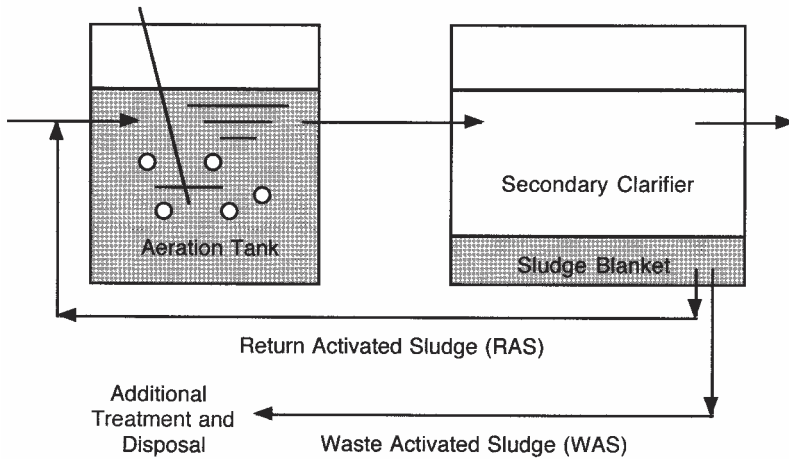 Secondary Clarifier
Aeration Tank
Sludge Blanket
Return Activated Sludge (RAS)
Additional
Treatment and
Disposal
Waste Activated Sludge (WAS)